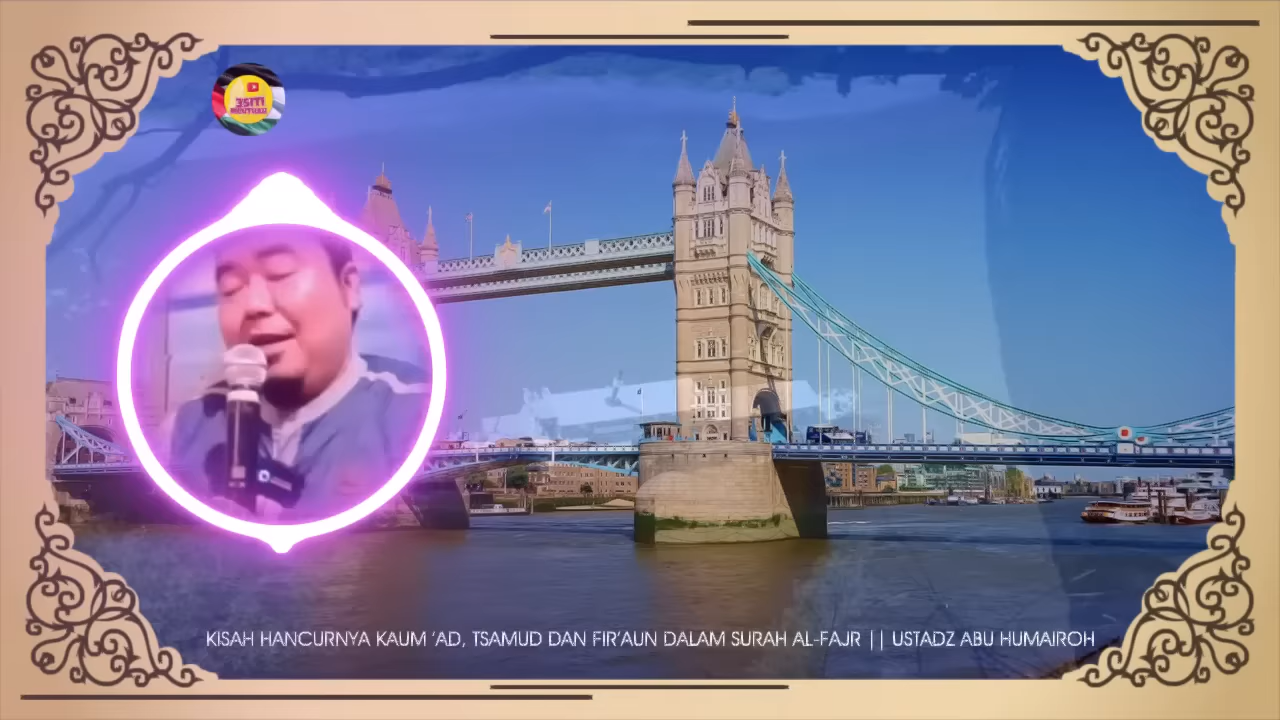 KISAH HANCURNYA KAUM 'AD, TSAMUD DAN FIR'AUN DALAM SURAH AL-FAJR || USTADZ ABU HUMAIROH